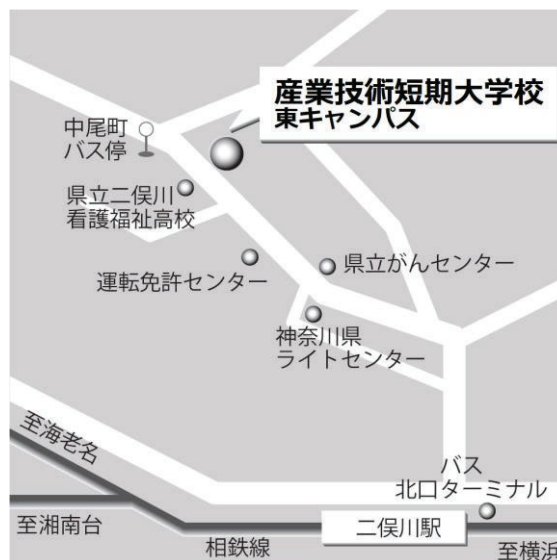 産業技術短期大学校
東キャンパス
中尾町
バス停
県立二俣川
看護福祉高校
運転免許センター
県立がんセンター
神奈川県
ライトセンター
至海老名
バス
北口ターミナル
至湘南台
相鉄線
二俣川駅
至横浜